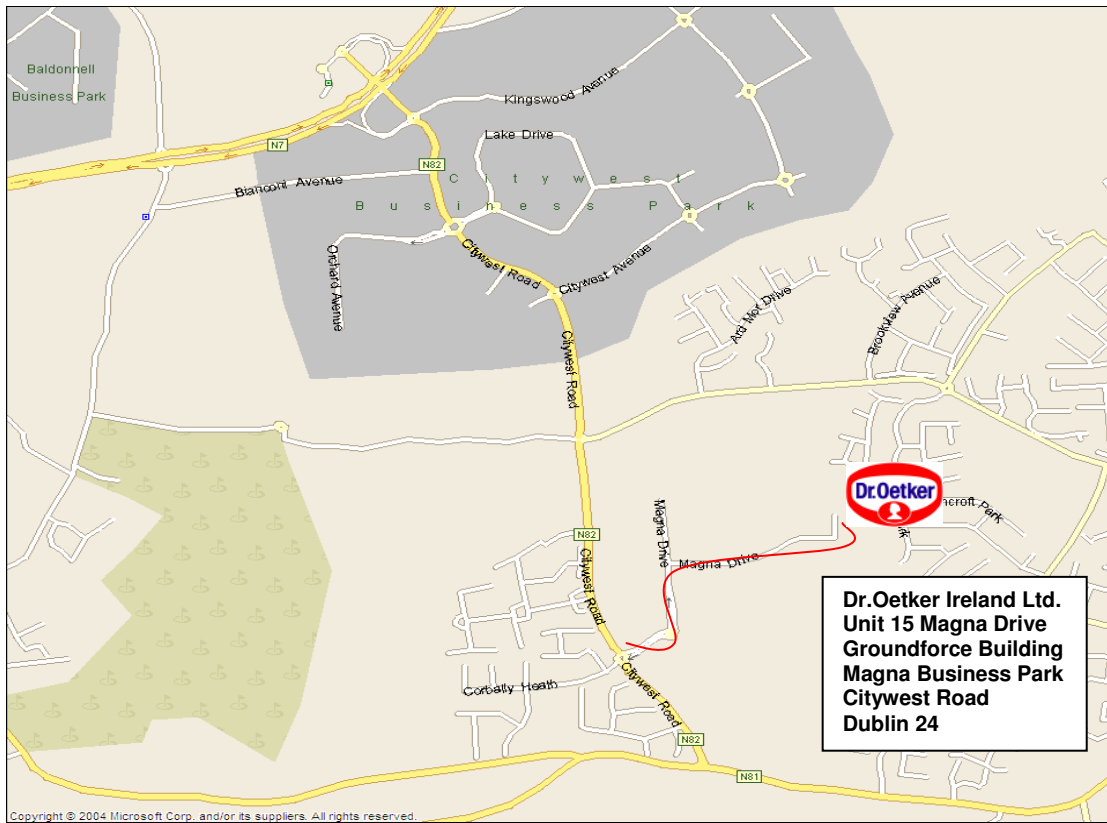 Baldonnell
Business Park
Kingswood Avenue
Lake Drive
N7
N82
Bianconi Avenue
Citywest
Business Park
Orchard Avenue
Citywest Road
Citywest Avenue
Ard Mor Drive
Brookview Avenue
Citywest Road
Dr.Oetker
Magna Drive
N82
Citywest Road
Magna Drive
Corbally Heath
Citywest Road
N82
N81
Dr.Oetker Ireland Ltd.
Unit 15 Magna Drive
Groundforce Building
Magna Business Park
Citywest Road
Dublin 24
Copyright © 2004 Microsoft Corp. and/or its suppliers. All rights reserved.